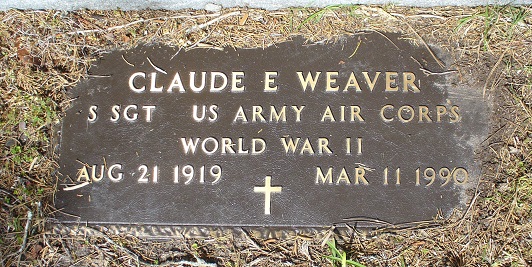 CLAUDE E WEAVER
S SGT US ARMY AIR CORPS
WORLD WAR II
AUG 21 1919 MAR 11 1990